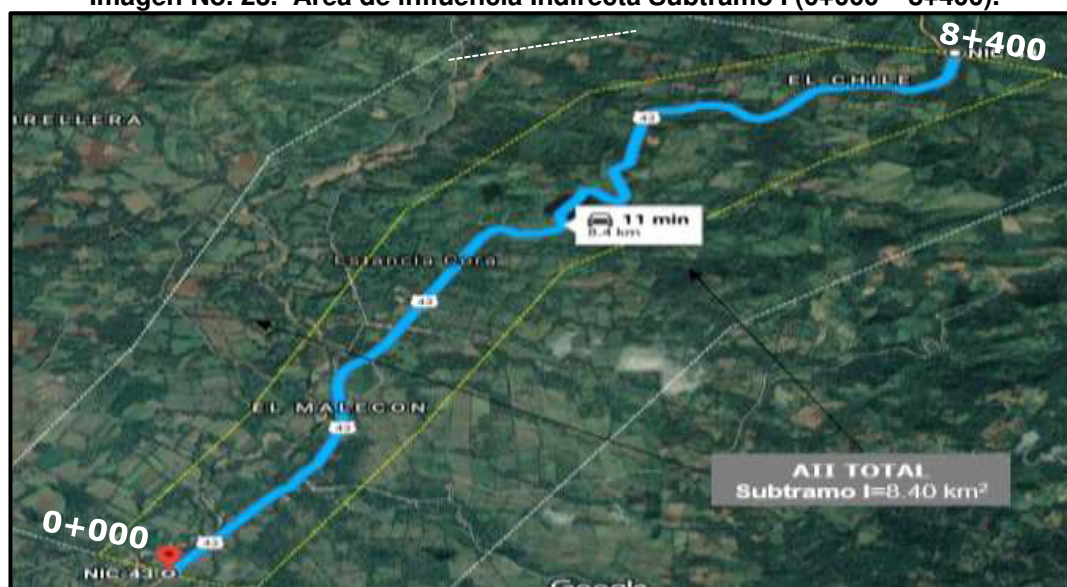 Imagen No. 23. Área de Influencia Indirecta Subtramo I (0+000 – 8+400).
8+400
NIC
EL CHILE
IRELLERA
43
11 min
8.4 km
Estancia Cora
43
EL MALECON
43
AII TOTAL
Subtramo I=8.40 km²
0+000
43
NIC-43
Google